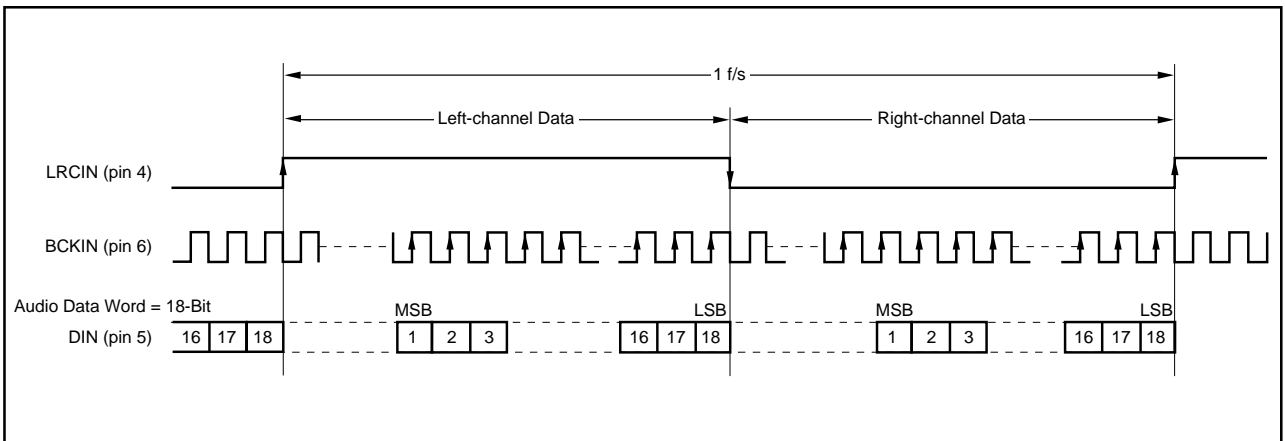 1 f/s
Left-channel Data
Right-channel Data
LRCIN (pin 4)
BCKIN (pin 6)
Audio Data Word = 18-Bit
MSB
LSB
MSB
LSB
DIN (pin 5)
16 17 18
1 2 3
16 17 18
1 2 3
16 17 18